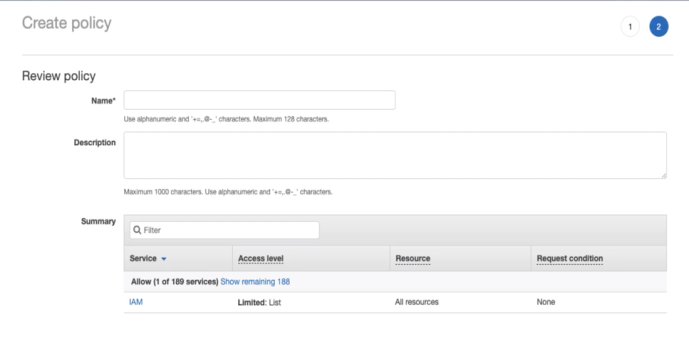 Create policy
1 2
Review policy
Name*
Use alphanumeric and '+=,.@-_' characters. Maximum 128 characters.
Description
Maximum 1000 characters. Use alphanumeric and '+=,.@-_' characters.
Summary
Filter
Service Access level Resource Request condition
Allow (1 of 189 services) Show remaining 188
IAM Limited: List All resources None